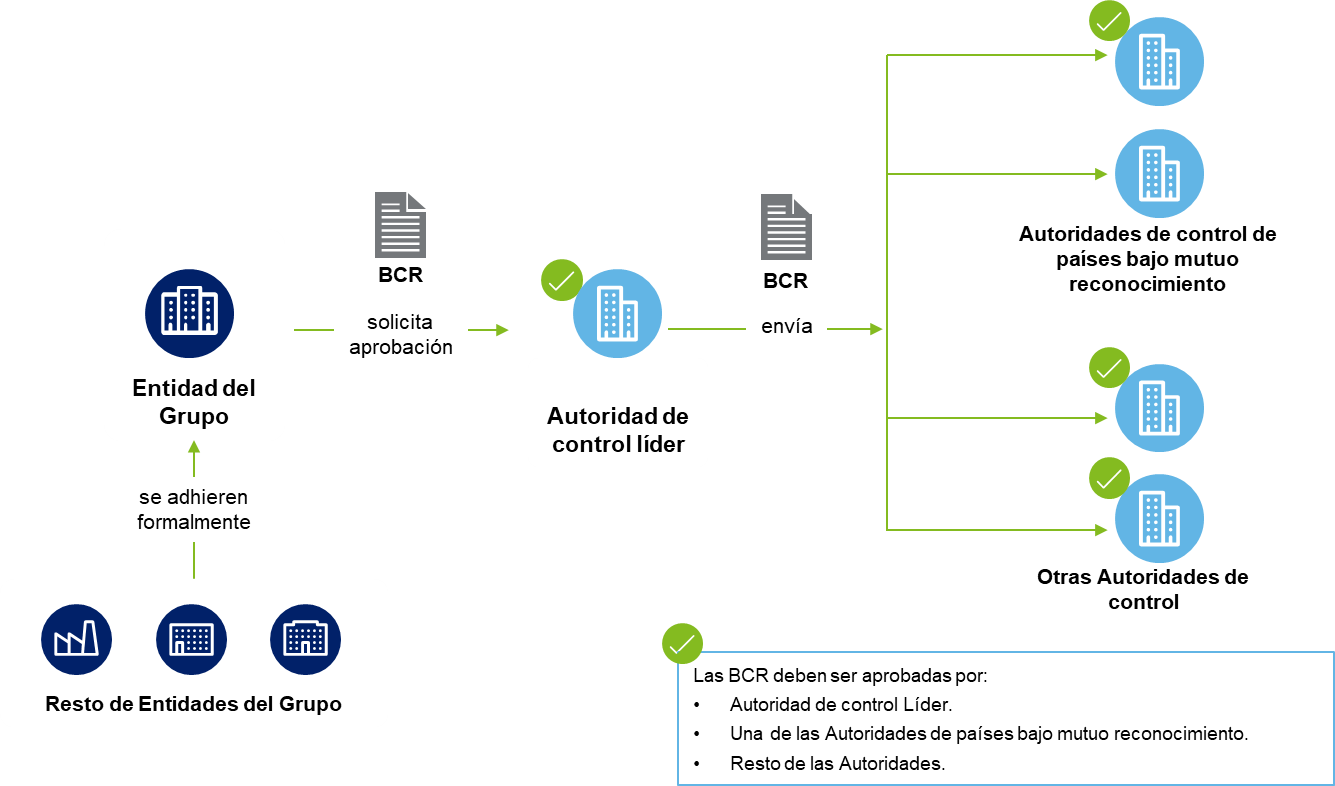 BCR
solicita
aprobación
Entidad del
Grupo
se adhieren
formalmente
Resto de Entidades del Grupo
Autoridad de
control líder
BCR
envía
Autoridades de control de
países bajo mutuo
reconocimiento
Otras Autoridades de
control
Las BCR deben ser aprobadas por:
• Autoridad de control Líder.
• Una de las Autoridades de países bajo mutuo reconocimiento.
• Resto de las Autoridades.